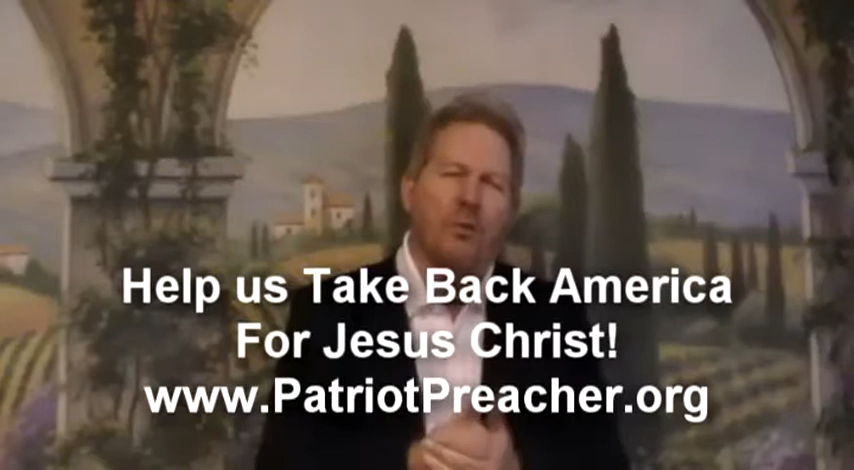 Help us Take Back America
For Jesus Christ!
www.PatriotPreacher.org